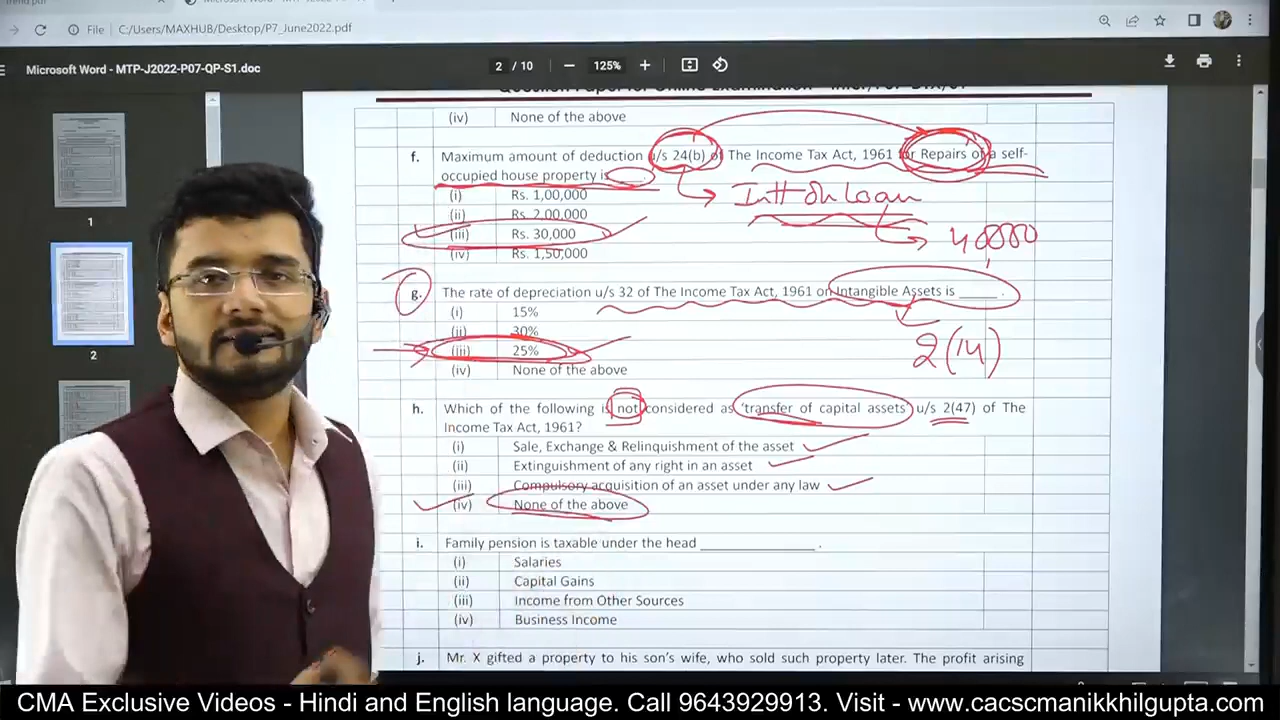 File C:/Users/MAXHUB/Desktop/P7_June2022.pdf
Microsoft Word - MTP-J2022-P07-QP-S1.doc
2 / 10 125%
(iv) None of the above
f. Maximum amount of deduction u/s 24(b) of The Income Tax Act, 1961 for Repairs of a self-
occupied house property is
(i) Rs. 1,00,000
(ii) Rs. 2,00,000
(iii) Rs. 30,000
(iv) Rs. 1,50,000
Intt on loan
g. The rate of depreciation u/s 32 of The Income Tax Act, 1961 on Intangible Assets is ____.
(i) 15%
(ii) 30%
(iii) 25%
(iv) None of the above
2(14)
h. Which of the following is not considered as 'transfer of capital assets' u/s 2(47) of The
Income Tax Act, 1961?
(i) Sale, Exchange & Relinquishment of the asset
(ii) Extinguishment of any right in an asset
(iii) Compulsory acquisition of an asset under any law
(iv) None of the above
i. Family pension is taxable under the head ______________ .
(i) Salaries
(ii) Capital Gains
(iii) Income from Other Sources
(iv) Business Income
j. Mr. X gifted a property to his son's wife, who sold such property later. The profit arising
1
2
CMA Exclusive Videos - Hindi and English language. Call 9643929913. Visit - www.cacscmanikkhilgupta.com